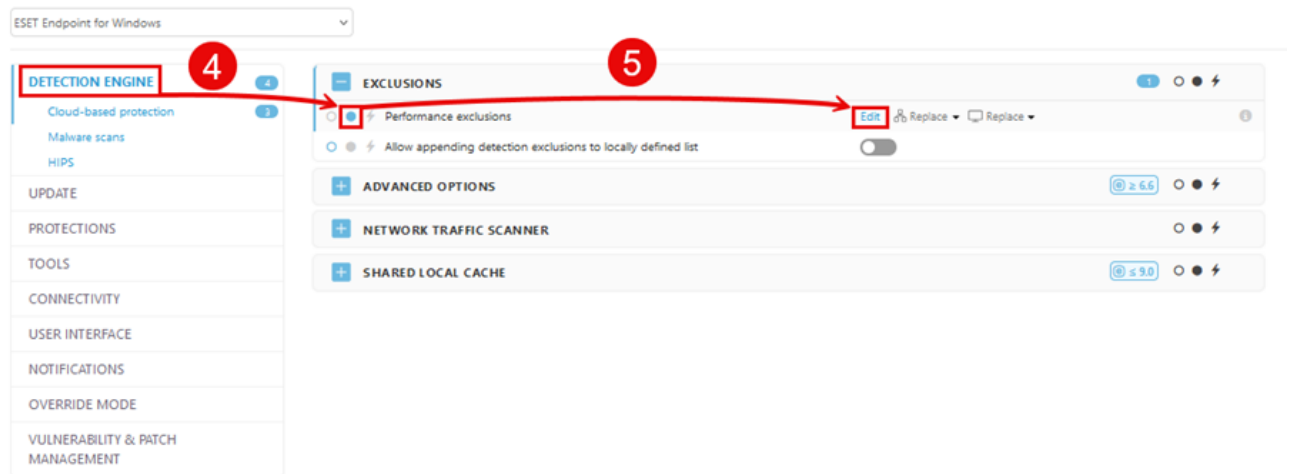 ESET Endpoint for Windows
4
5
DETECTION ENGINE 4
Cloud-based protection 3
Malware scans
HIPS
UPDATE
PROTECTIONS
TOOLS
CONNECTIVITY
USER INTERFACE
NOTIFICATIONS
OVERRIDE MODE
VULNERABILITY & PATCH
MANAGEMENT
EXCLUSIONS 1
Performance exclusions Edit Replace Replace
Allow appending detection exclusions to locally defined list
ADVANCED OPTIONS ≥ 6.6
NETWORK TRAFFIC SCANNER
SHARED LOCAL CACHE ≤ 9.0